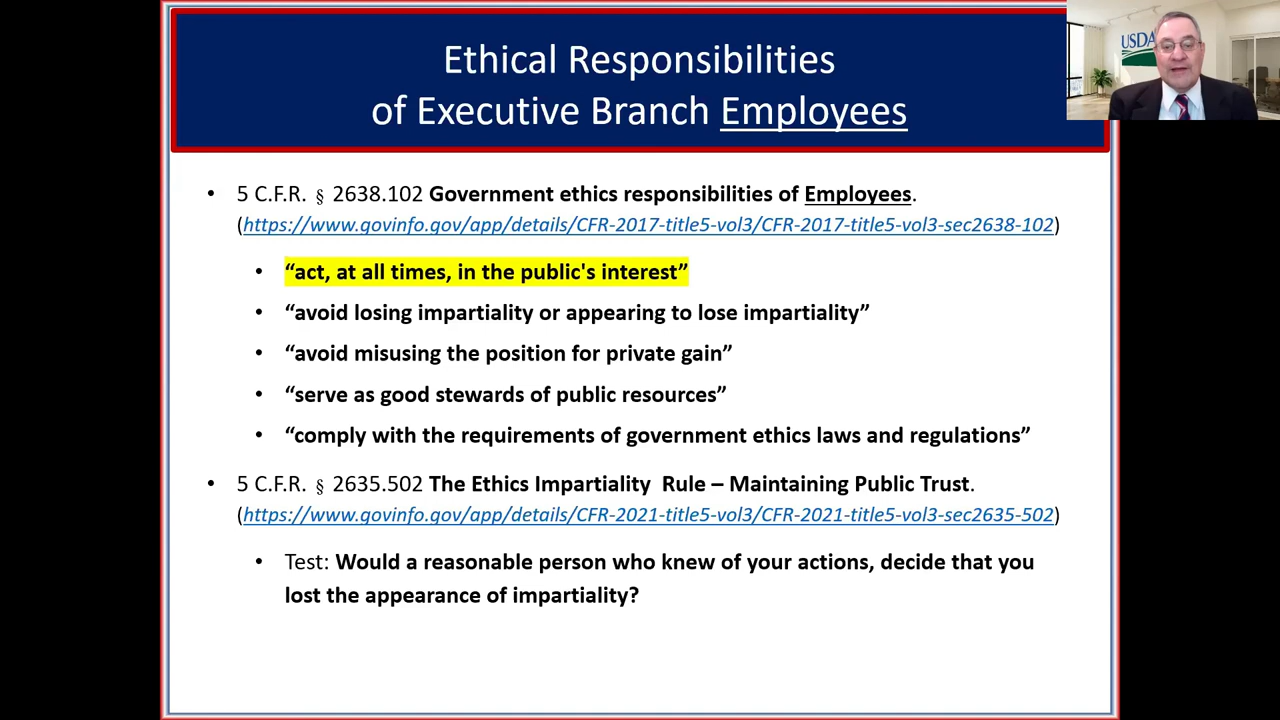 Ethical Responsibilities
of Executive Branch Employees
USDA
• 5 C.F.R. § 2638.102 Government ethics responsibilities of Employees.
(https://www.govinfo.gov/app/details/CFR-2017-title5-vol3/CFR-2017-title5-vol3-sec2638-102)
• “act, at all times, in the public's interest”
• “avoid losing impartiality or appearing to lose impartiality”
• “avoid misusing the position for private gain”
• “serve as good stewards of public resources”
• “comply with the requirements of government ethics laws and regulations”
• 5 C.F.R. § 2635.502 The Ethics Impartiality Rule – Maintaining Public Trust.
(https://www.govinfo.gov/app/details/CFR-2021-title5-vol3/CFR-2021-title5-vol3-sec2635-502)
• Test: Would a reasonable person who knew of your actions, decide that you
lost the appearance of impartiality?